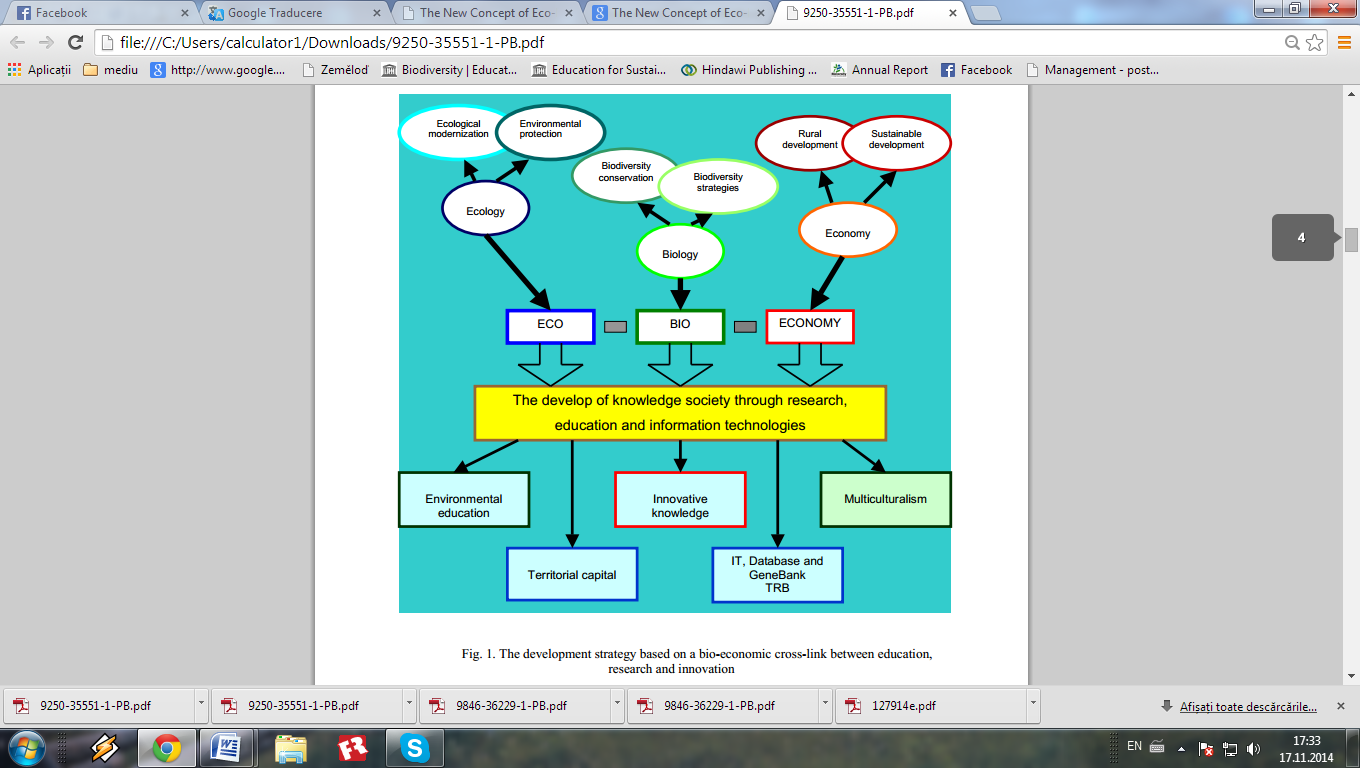 Facebook
Google Traducere
The New Concept of Eco-
The New Concept of Eco-
9250-35551-1-PB.pdf
file:///C:/Users/calculator1/Downloads/9250-35551-1-PB.pdf
Aplicații
mediu
http://www.google....
Zeměloď
Biodiversity | Educat...
Education for Sustai...
Hindawi Publishing ...
Annual Report
Facebook
Management - post...
Ecological
modernization
Environmental
protection
Biodiversity
conservation
Biodiversity
strategies
Rural
development
Sustainable
development
Ecology
Biology
Economy
ECO
BIO
ECONOMY
The develop of knowledge society through research,
education and information technologies
Environmental
education
Innovative
knowledge
Multiculturalism
Territorial capital
IT, Database and
GeneBank
TRB
4
Fig. 1. The development strategy based on a bio-economic cross-link between education,
research and innovation
9250-35551-1-PB.pdf
9250-35551-1-PB.pdf
9846-36229-1-PB.pdf
9846-36229-1-PB.pdf
127914e.pdf
Afișați toate descărcările...
EN
17:33
17.11.2014